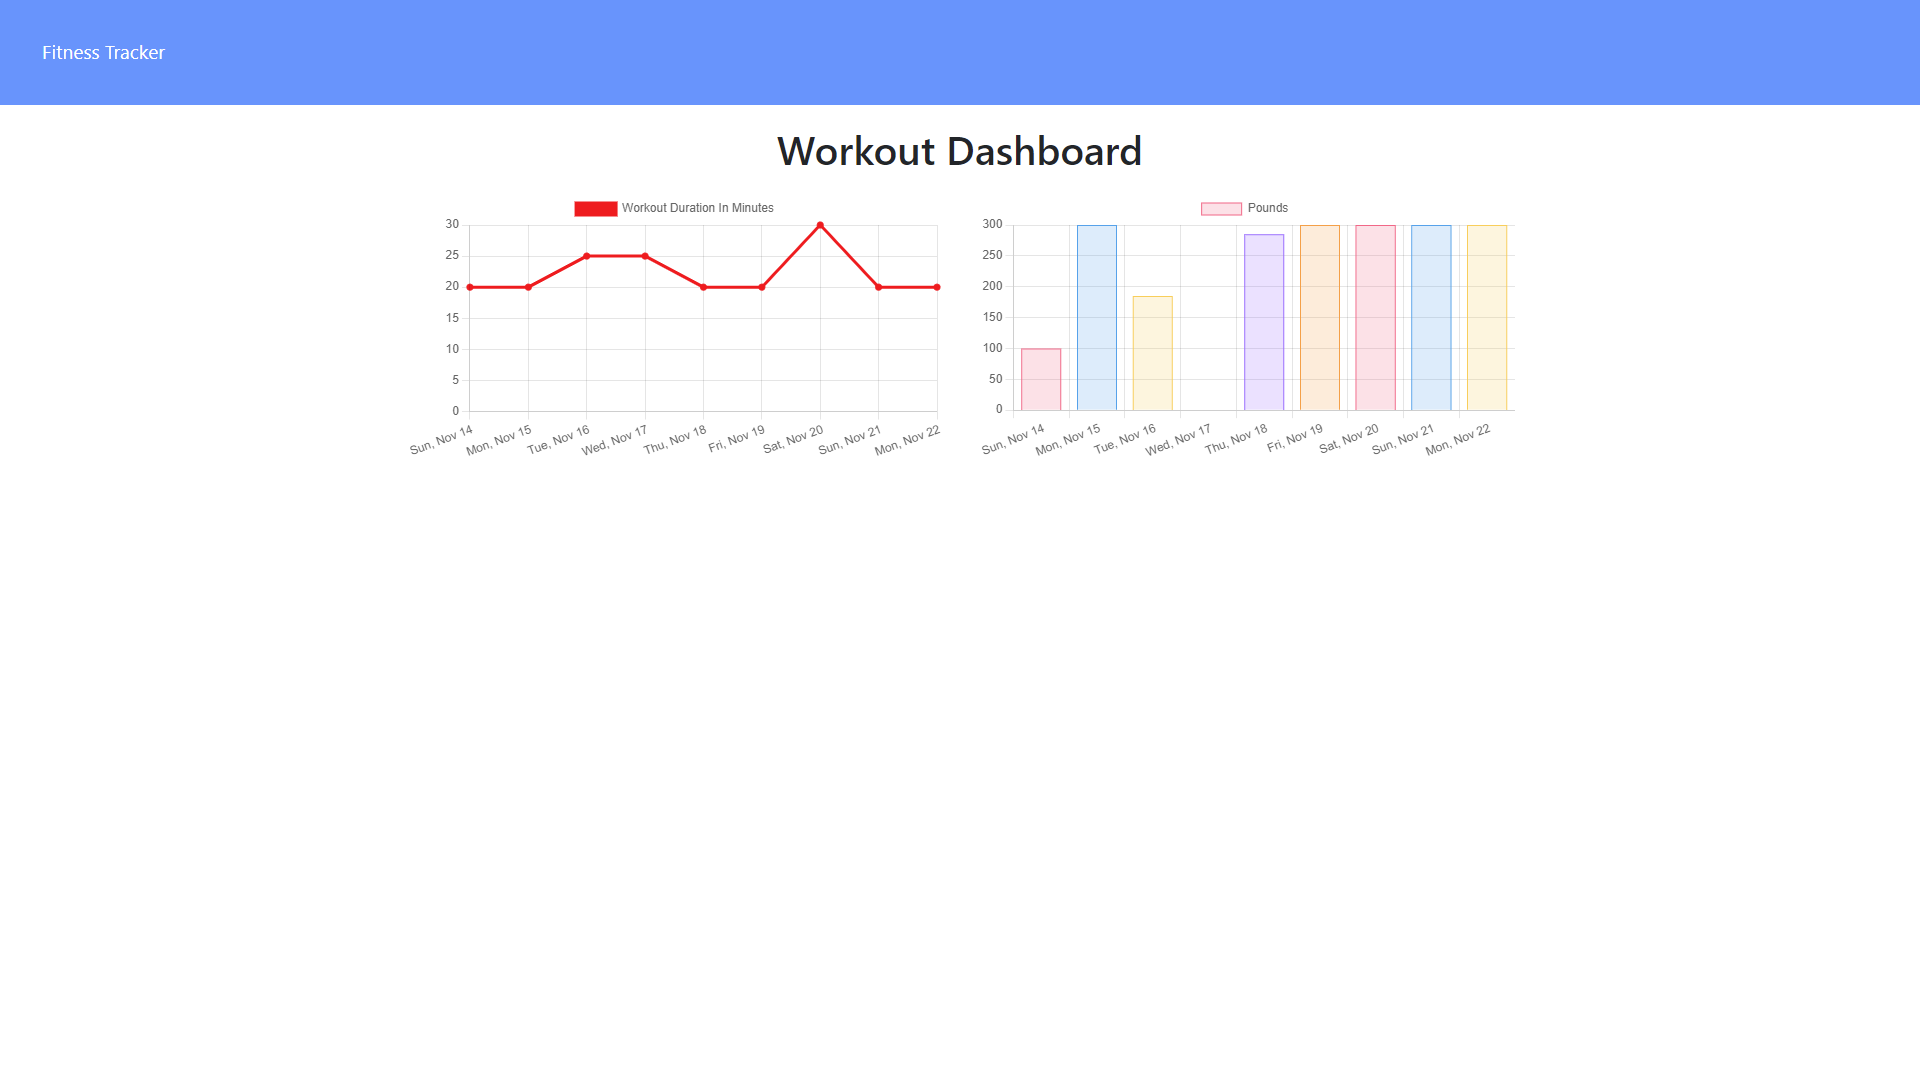 Fitness Tracker
Workout Dashboard
Workout Duration In Minutes
30
25
20
15
10
5
0
Sun, Nov 14
Mon, Nov 15
Tue, Nov 16
Wed, Nov 17
Thu, Nov 18
Fri, Nov 19
Sat, Nov 20
Sun, Nov 21
Mon, Nov 22
Pounds
300
250
200
150
100
50
0
Sun, Nov 14
Mon, Nov 15
Tue, Nov 16
Wed, Nov 17
Thu, Nov 18
Fri, Nov 19
Sat, Nov 20
Sun, Nov 21
Mon, Nov 22